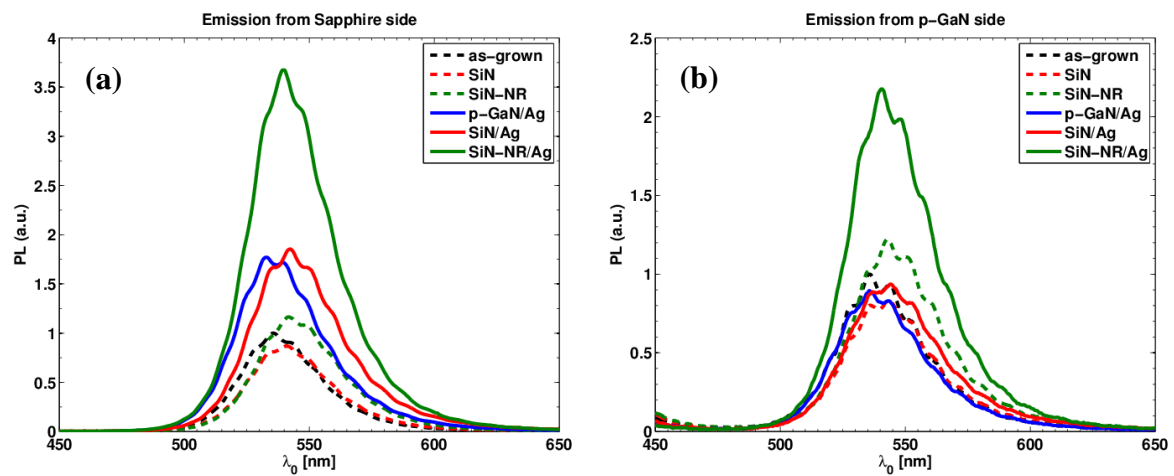 Emission from Sapphire side
(a)
PL (a.u.)
4
3.5
3
2.5
2
1.5
1
0.5
0
450
500
550
600
650
λ₀ [nm]
as-grown
SiN
SiN-NR
p-GaN/Ag
SiN/Ag
SiN-NR/Ag
Emission from p-GaN side
(b)
PL (a.u.)
2.5
2
1.5
1
0.5
0
450
500
550
600
650
λ₀ [nm]
as-grown
SiN
SiN-NR
p-GaN/Ag
SiN/Ag
SiN-NR/Ag